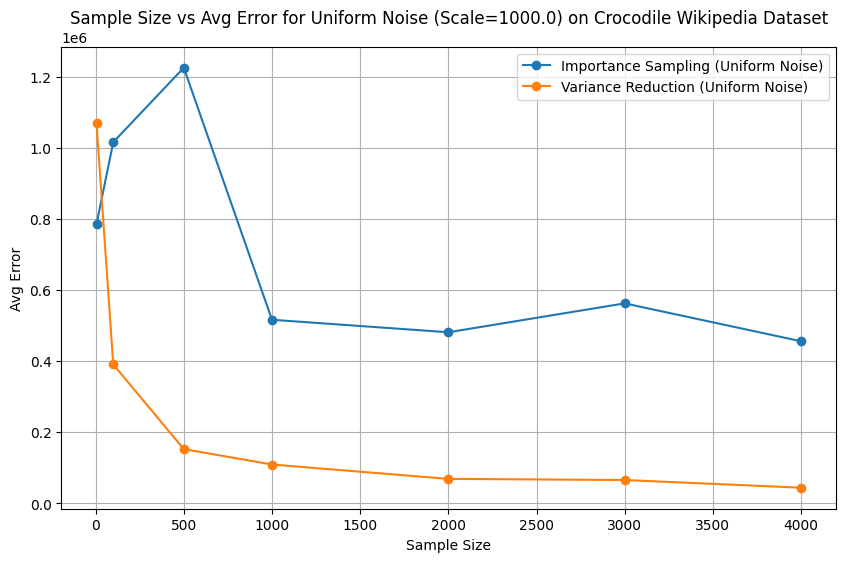 Sample Size vs Avg Error for Uniform Noise (Scale=1000.0) on Crocodile Wikipedia Dataset
1e6
Importance Sampling (Uniform Noise)
Variance Reduction (Uniform Noise)
1.2
1.0
0.8
0.6
0.4
0.2
0.0
Avg Error
0 500 1000 1500 2000 2500 3000 3500 4000
Sample Size